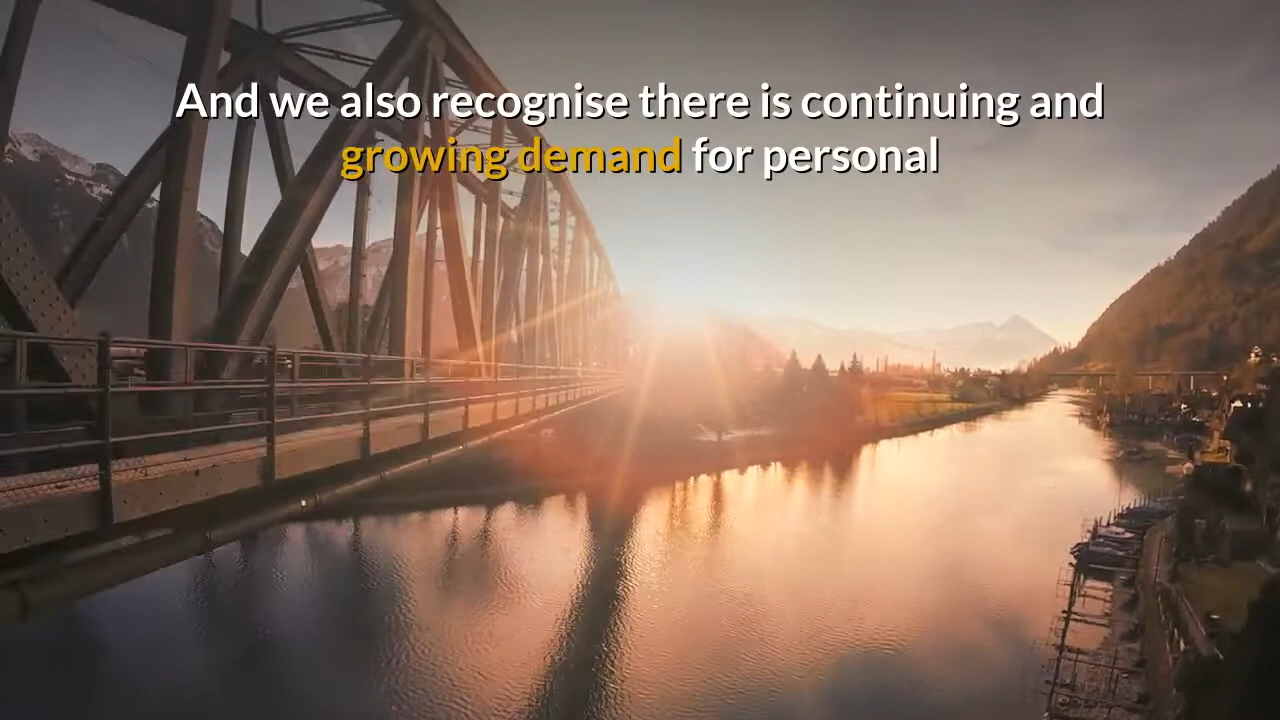 And we also recognise there is continuing and
growing demand for personal